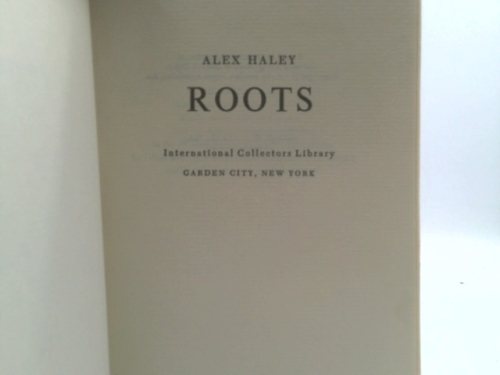 ALEX HALEY
ROOTS
International Collectors Library
GARDEN CITY, NEW YORK